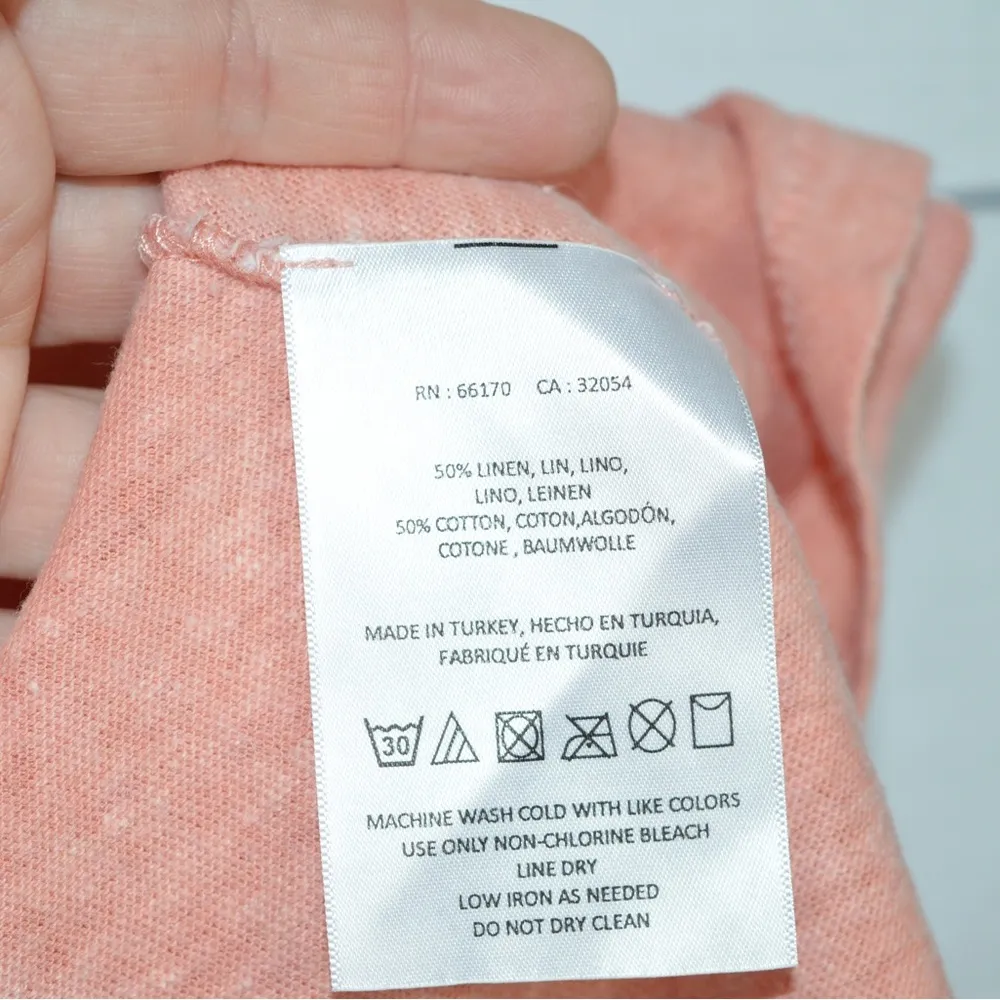 RN : 66170 CA : 32054
50% LINEN, LIN, LINO,
LINO, LEINEN
50% COTTON, COTON,ALGODÓN,
COTONE , BAUMWOLLE
MADE IN TURKEY, HECHO EN TURQUIA,
FABRIQUÉ EN TURQUIE
30
MACHINE WASH COLD WITH LIKE COLORS
USE ONLY NON-CHLORINE BLEACH
LINE DRY
LOW IRON AS NEEDED
DO NOT DRY CLEAN